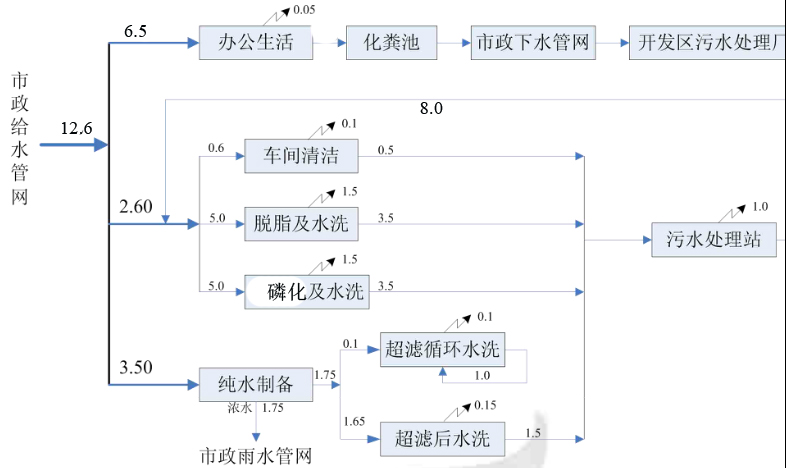 0.05
6.5
办公生活
化粪池
市政下水管网
开发区污水处理厂
市政给水管网
12.6
8.0
0.1
0.6
车间清洁
0.5
2.60
1.5
5.0
脱脂及水洗
3.5
1.0
污水处理站
1.5
5.0
磷化及水洗
3.5
0.1
0.1
超滤循环水洗
1.0
3.50
纯水制备
1.75
浓水
1.75
市政雨水管网
0.15
1.65
超滤后水洗
1.5